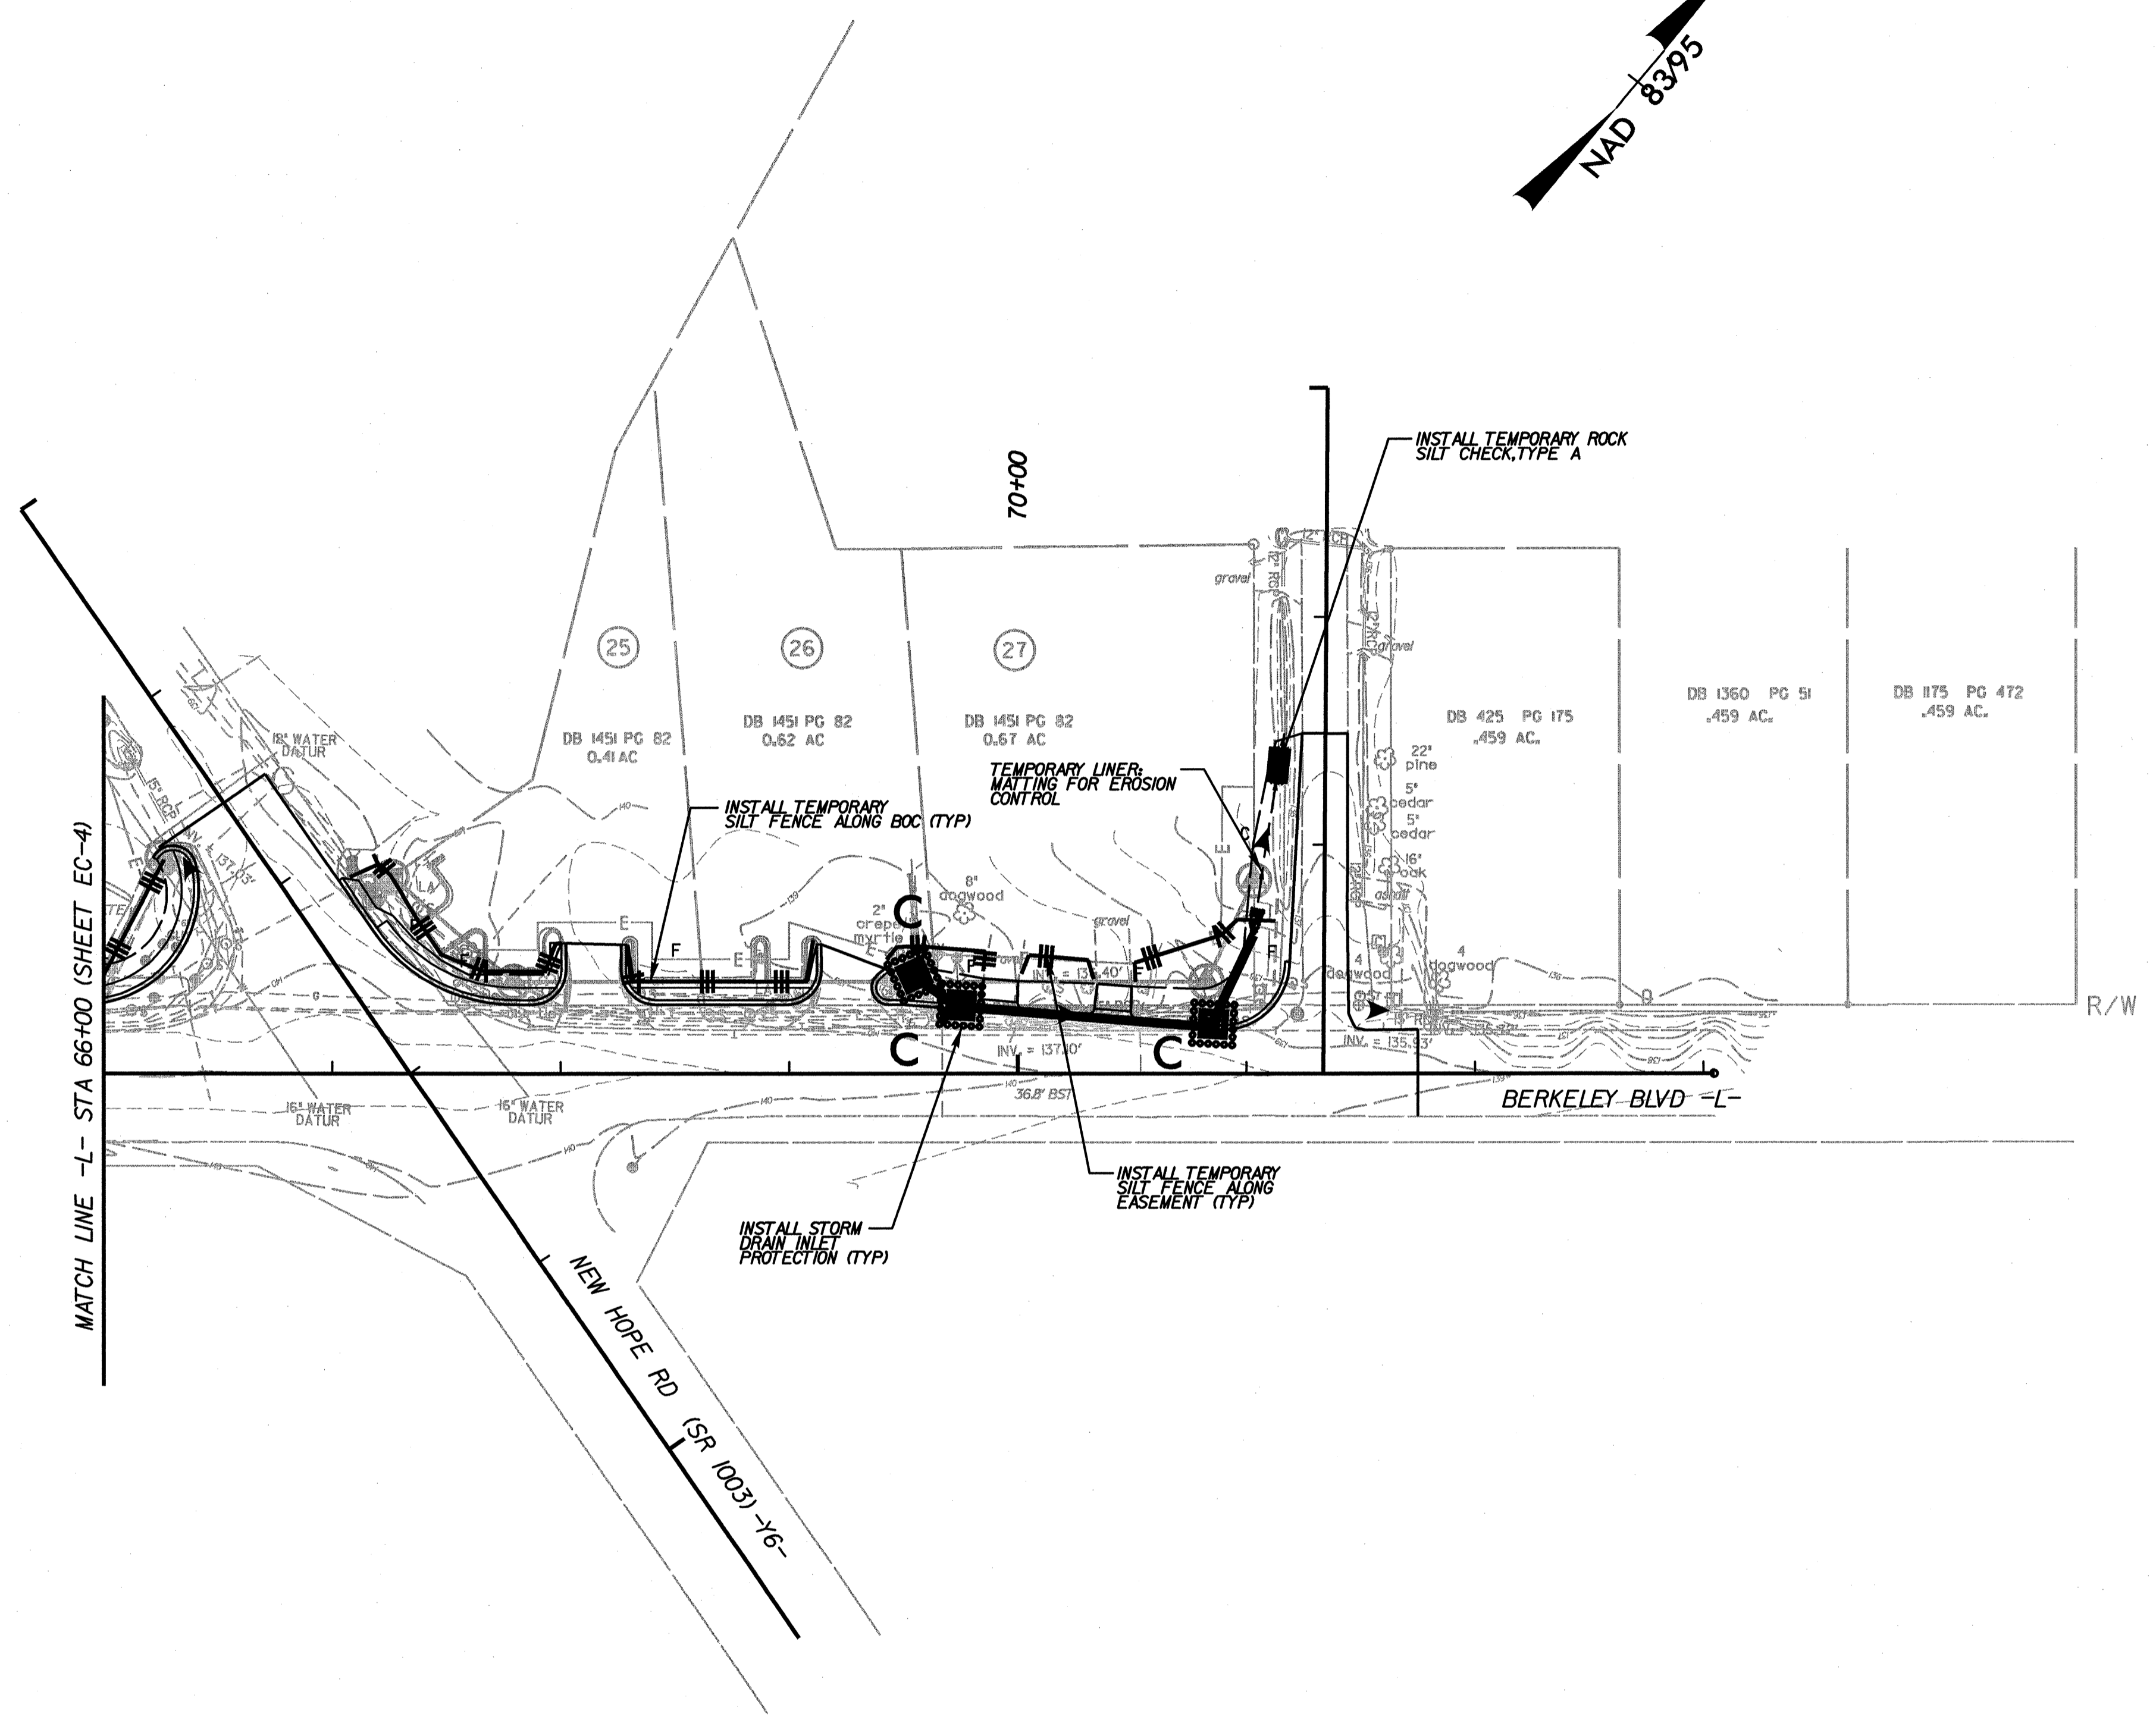 NAD 83/95
INSTALL TEMPORARY ROCK
SILT CHECK, TYPE A
70+00
12" RCP
gravel
gravel
25
26
27
DB 1451 PG 82
0.41 AC
DB 1451 PG 82
0.62 AC
DB 1451 PG 82
0.67 AC
DB 425 PG 175
.459 AC.
DB 1360 PG 51
.459 AC.
DB 1175 PG 472
.459 AC.
12" WATER
DATUR
15" RCP
TEMPORARY LINER:
MATTING FOR EROSION
CONTROL
INSTALL TEMPORARY
SILT FENCE ALONG BOC (TYP)
22"
pine
5"
cedar
5"
cedar
16"
oak
8"
dogwood
2"
crepe
myrtle
gravel
C
C
C
E
E
F
F
4
dogwood
4
dogwood
R/W
INV. = 137.10'
INV. = 135.93'
36.8' BST
BERKELEY BLVD -L-
16" WATER
DATUR
16" WATER
DATUR
MATCH LINE -L- STA 66+00 (SHEET EC-4)
INSTALL TEMPORARY
SILT FENCE ALONG
EASEMENT (TYP)
INSTALL STORM
DRAIN INLET
PROTECTION (TYP)
NEW HOPE RD (SR 1003) -Y6-